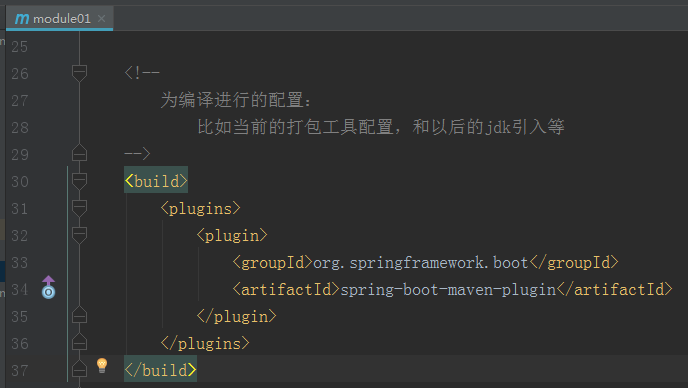 m module01 ×
25
26 <!--
27 为编译进行的配置：
28 比如当前的打包工具配置，和以后的jdk引入等
29 -->
30 <build>
31 <plugins>
32 <plugin>
33 <groupId>org.springframework.boot</groupId>
34 <artifactId>spring-boot-maven-plugin</artifactId>
35 </plugin>
36 </plugins>
37 </build>